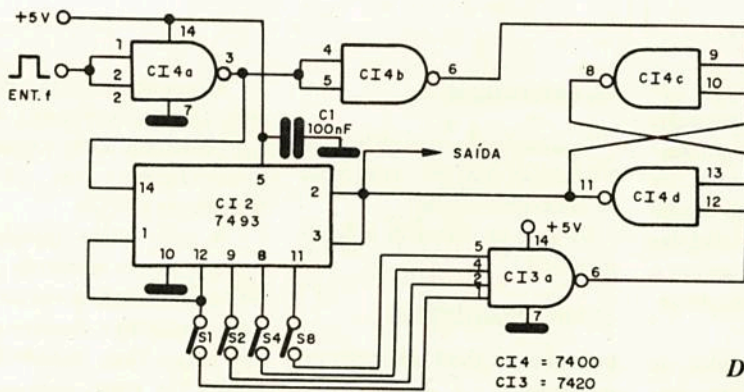 +5V
14
1
2
2
CI4a
3
7
ENT. f
4
5
CI4b
6
8
CI4c
9
10
C1
100nF
SAÍDA
14
5
CI2
7493
2
3
1
10
12
9
8
11
11
CI4d
13
12
+5V
14
5
4
2
1
CI3a
6
7
S1
S2
S4
S8
CI4 = 7400
CI3 = 7420
D